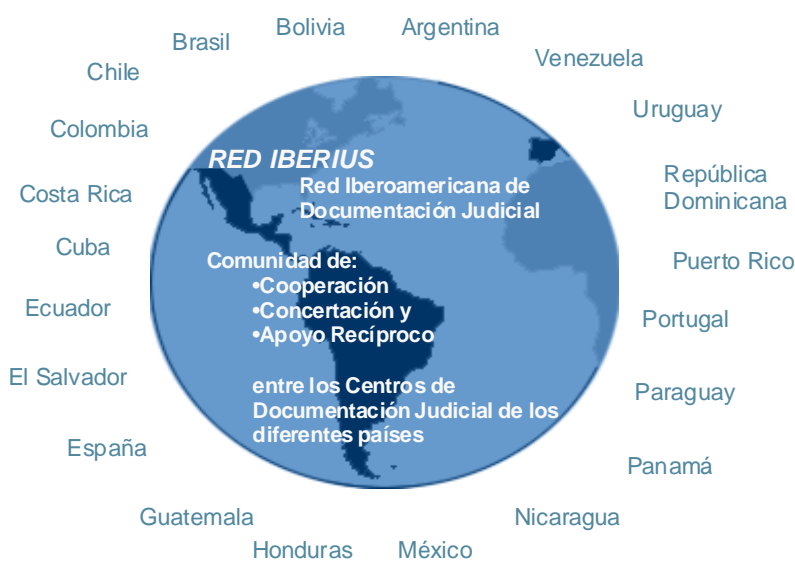 Bolivia
Argentina
Brasil
Venezuela
Chile
Uruguay
Colombia
RED IBERIUS
Red Iberoamericana de
Documentación Judicial
República
Dominicana
Costa Rica
Cuba
Comunidad de:
•Cooperación
•Concertación y
•Apoyo Recíproco
Puerto Rico
Ecuador
Portugal
El Salvador
entre los Centros de
Documentación Judicial de los
diferentes países
Paraguay
España
Panamá
Guatemala
Nicaragua
Honduras
México